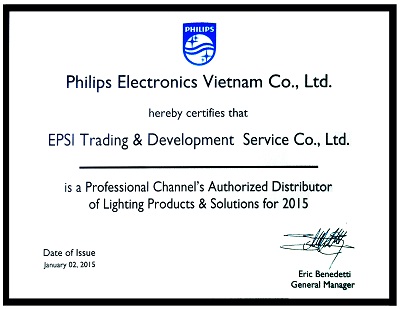 PHILIPS
Philips Electronics Vietnam Co., Ltd.
hereby certifies that
EPSI Trading & Development Service Co., Ltd.
is a Professional Channel's Authorized Distributor
of Lighting Products & Solutions for 2015
Date of Issue
January 02, 2015
Eric Benedetti
General Manager